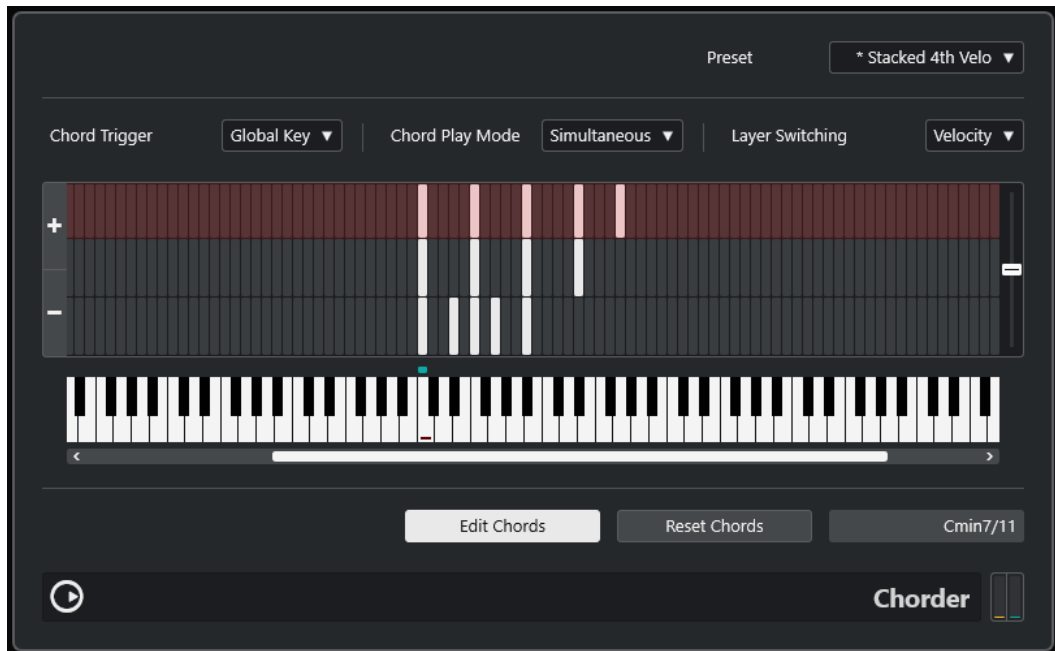 Preset * Stacked 4th Velo
Chord Trigger Global Key Chord Play Mode Simultaneous Layer Switching Velocity
+
−
Edit Chords Reset Chords Cmin7/11
Chorder